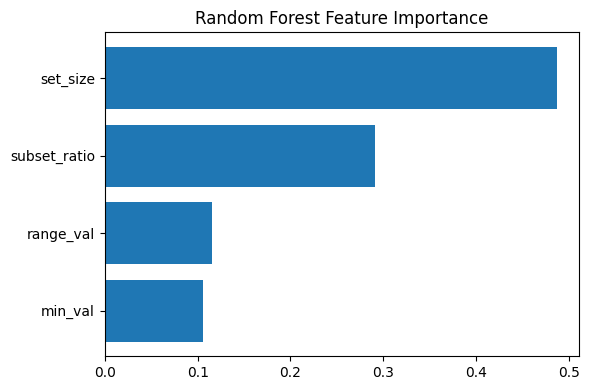 Random Forest Feature Importance
set_size
subset_ratio
range_val
min_val
0.0 0.1 0.2 0.3 0.4 0.5